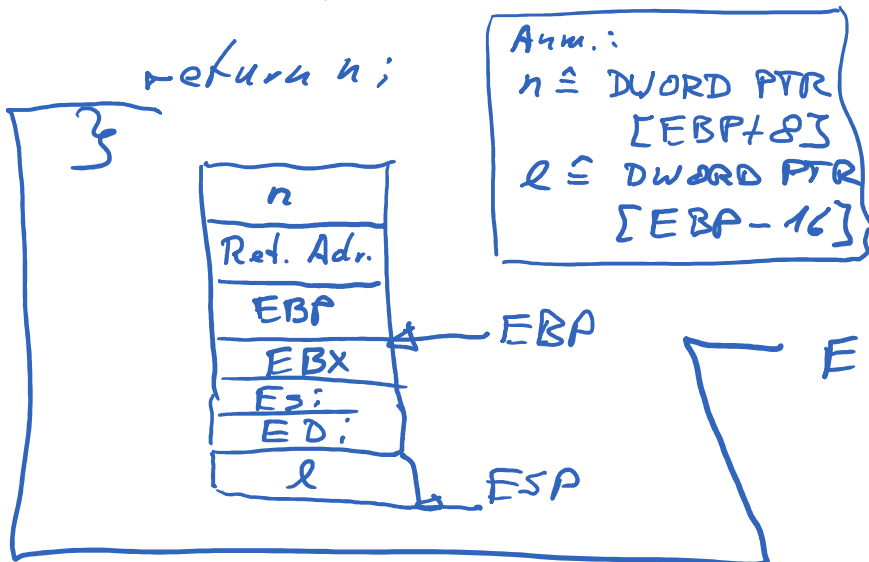 return n;
}
Anm.:
n ≙ DWORD PTR
[EBP+8]
l ≙ DWORD PTR
[EBP-16]
n
Ret. Adr.
EBP
EBP
EBX
Esi
EDi
l
ESP
E